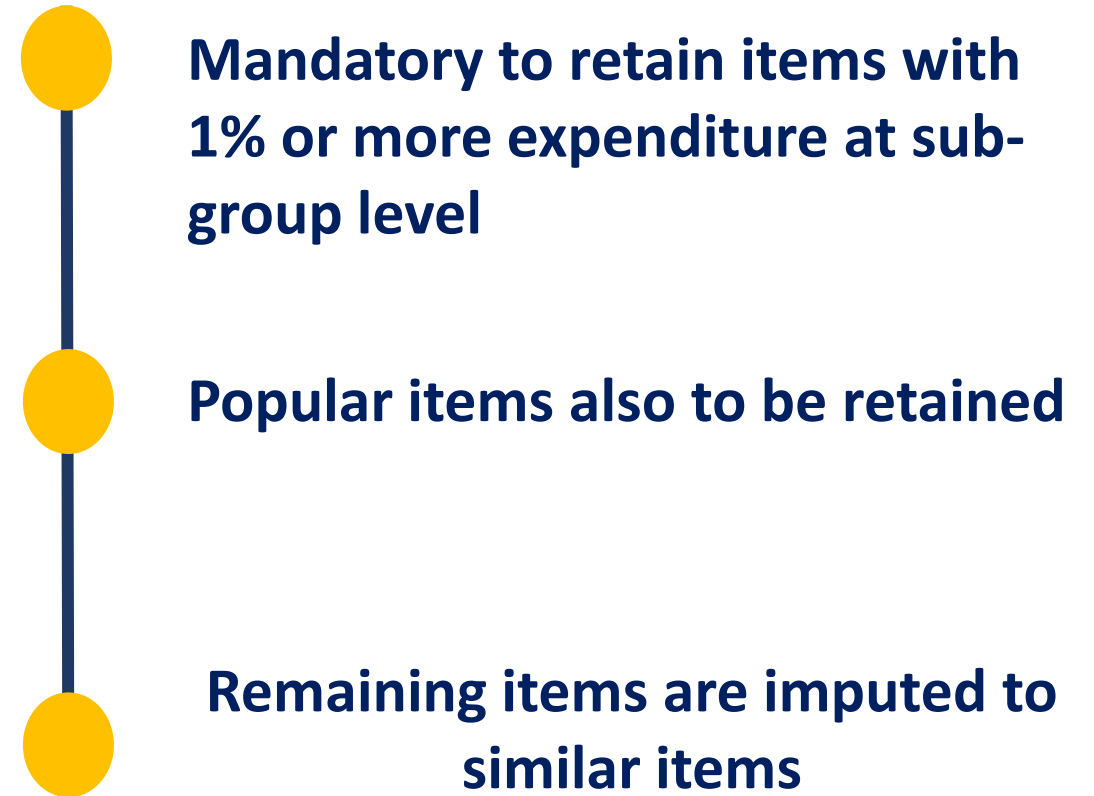 Mandatory to retain items with
1% or more expenditure at sub-
group level
Popular items also to be retained
Remaining items are imputed to
similar items